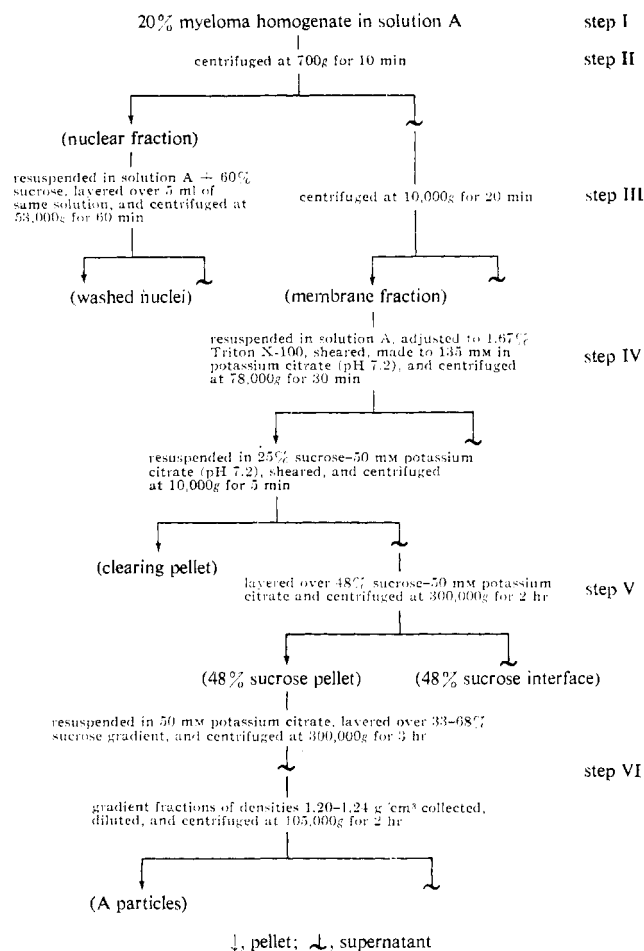 20% myeloma homogenate in solution A
step I
centrifuged at 700g for 10 min
step II
(nuclear fraction)
resuspended in solution A + 60%
sucrose, layered over 5 ml of
same solution, and centrifuged at
53,000g for 60 min
centrifuged at 10,000g for 20 min
step III
(washed nuclei)
(membrane fraction)
resuspended in solution A, adjusted to 1.67%
Triton X-100, sheared, made to 135 mM in
potassium citrate (pH 7.2), and centrifuged
at 78,000g for 30 min
step IV
resuspended in 25% sucrose–50 mM potassium
citrate (pH 7.2), sheared, and centrifuged
at 10,000g for 5 min
(clearing pellet)
layered over 48% sucrose–50 mM potassium
citrate and centrifuged at 300,000g for 2 hr
step V
(48% sucrose pellet)
(48% sucrose interface)
resuspended in 50 mM potassium citrate, layered over 33–68%
sucrose gradient, and centrifuged at 300,000g for 3 hr
step VI
gradient fractions of densities 1.20–1.24 g/cm³ collected,
diluted, and centrifuged at 105,000g for 2 hr
(A particles)
↓, pellet; , supernatant